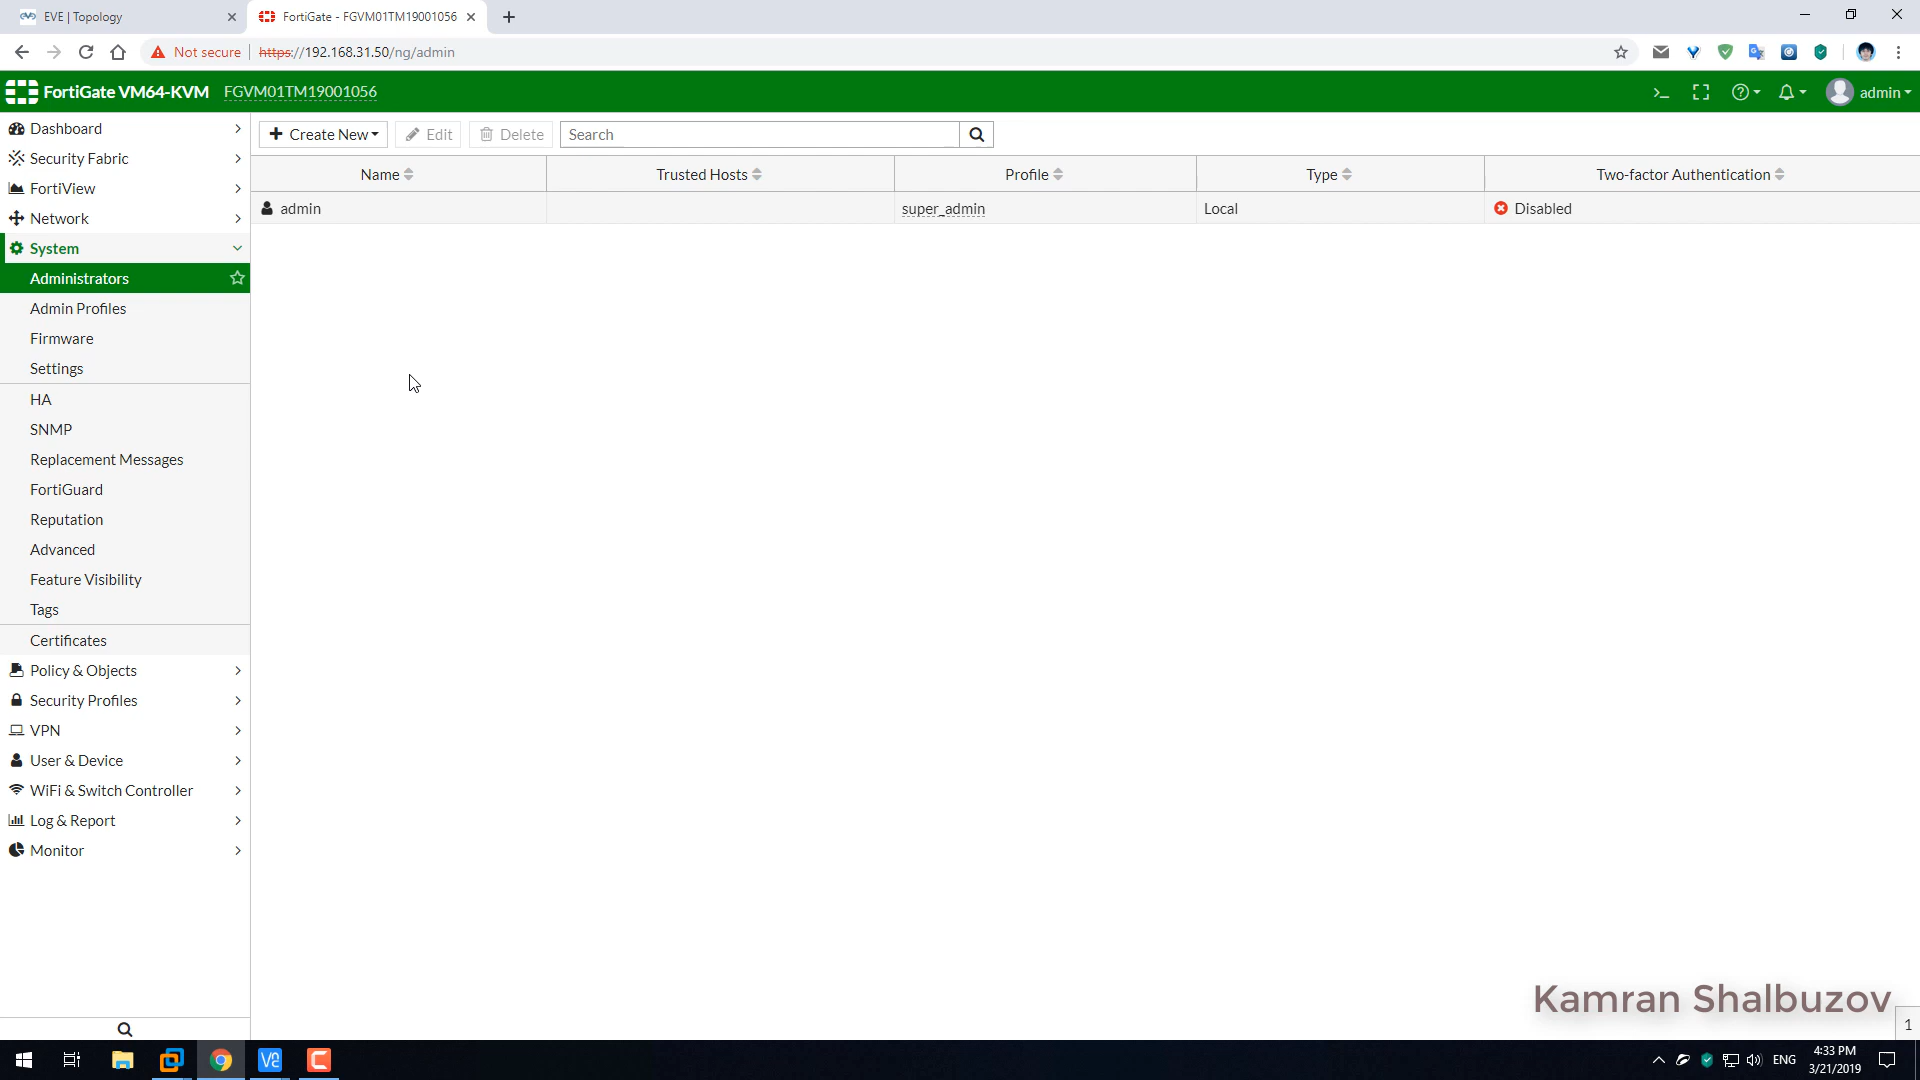 EVE | Topology
FortiGate - FGVM01TM19001056
Not secure
https://192.168.31.50/ng/admin
FortiGate VM64-KVM FGVM01TM19001056
admin
Dashboard
Security Fabric
FortiView
Network
System
Administrators
Admin Profiles
Firmware
Settings
HA
SNMP
Replacement Messages
FortiGuard
Reputation
Advanced
Feature Visibility
Tags
Certificates
Policy & Objects
Security Profiles
VPN
User & Device
WiFi & Switch Controller
Log & Report
Monitor
Create New Edit Delete Search
Name Trusted Hosts Profile Type Two-factor Authentication
admin super_admin Local Disabled
Kamran Shalbuzov
1
ENG
4:33 PM
3/21/2019